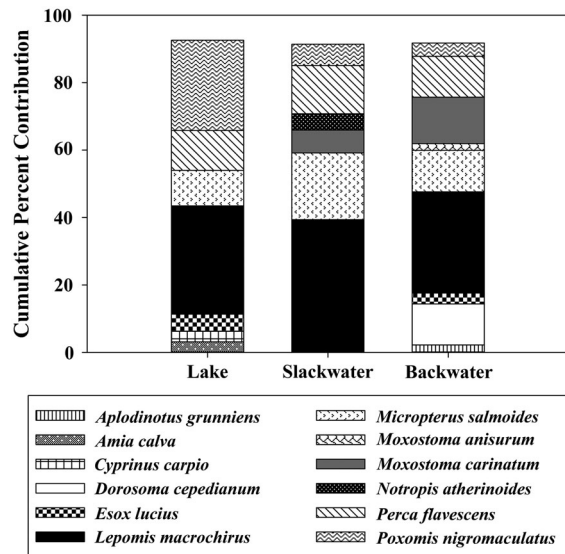 Cumulative Percent Contribution
100
80
60
40
20
0
Lake Slackwater Backwater
Aplodinotus grunniens
Amia calva
Cyprinus carpio
Dorosoma cepedianum
Esox lucius
Lepomis macrochirus
Micropterus salmoides
Moxostoma anisurum
Moxostoma carinatum
Notropis atherinoides
Perca flavescens
Poxomis nigromaculatus